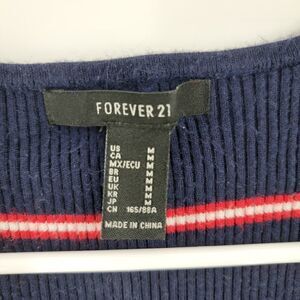 FOREVER 21
US M
CA M
MX/ECU M
BR M
EU M
UK M
KR M
JP M
CN 165/88A
MADE IN CHINA